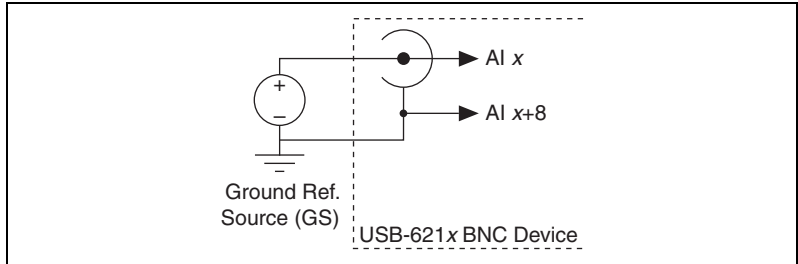 AI x
+
–
AI x+8
Ground Ref.
Source (GS)
USB-621x BNC Device